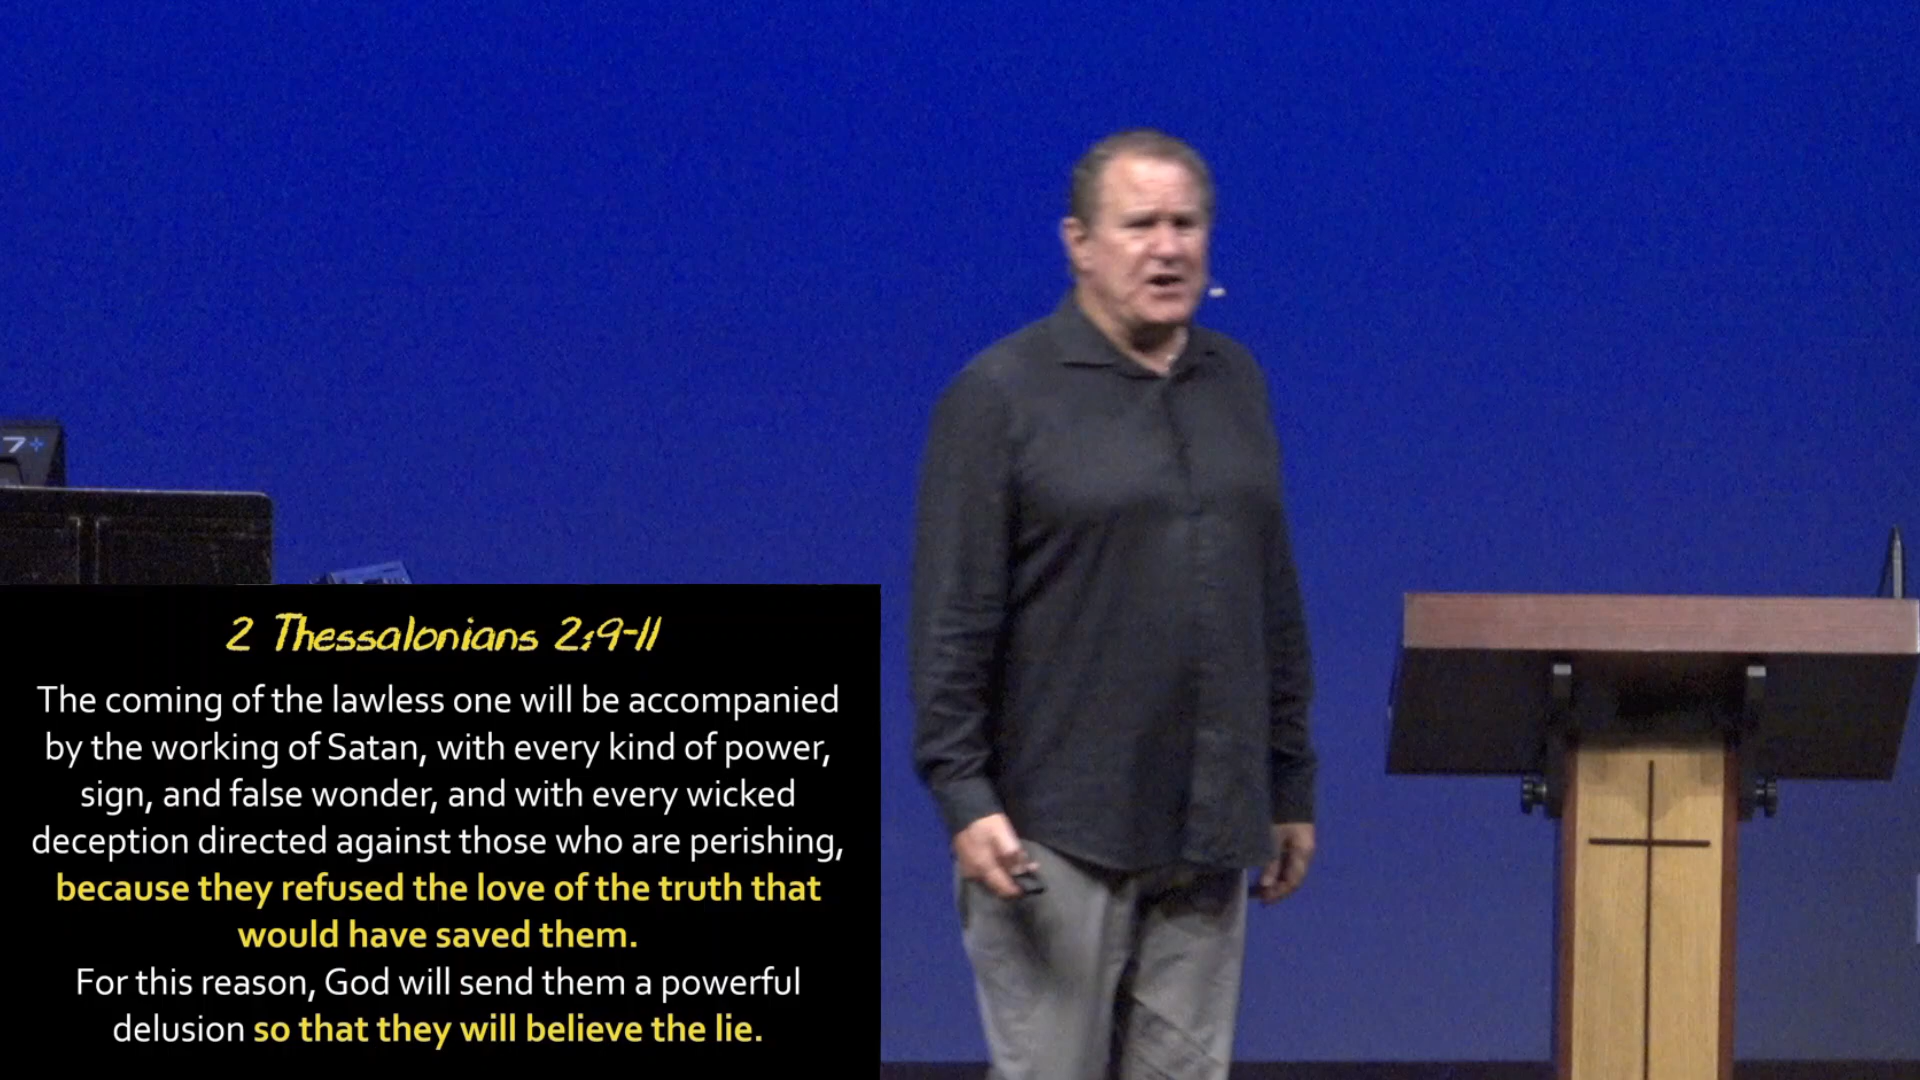 7+
2 Thessalonians 2:9-11
The coming of the lawless one will be accompanied
by the working of Satan, with every kind of power,
sign, and false wonder, and with every wicked
deception directed against those who are perishing,
because they refused the love of the truth that
would have saved them.
For this reason, God will send them a powerful
delusion so that they will believe the lie.